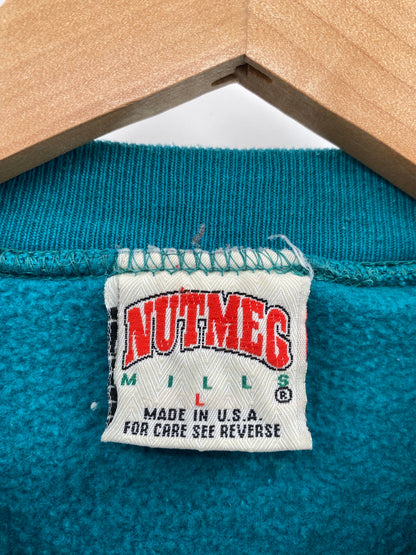 NUTMEG
MILLS
L ®
MADE IN U.S.A.
FOR CARE SEE REVERSE